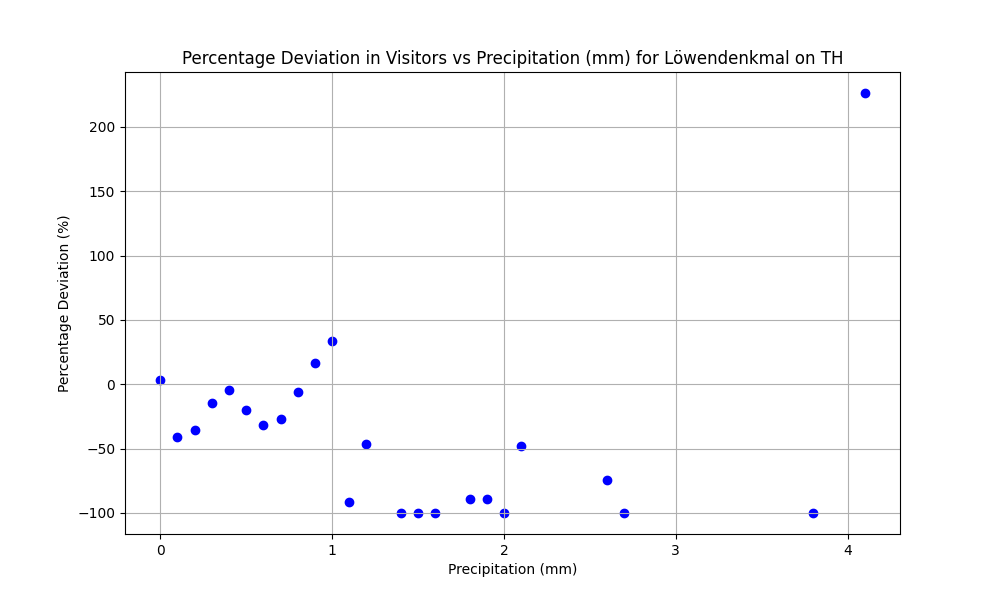 Percentage Deviation in Visitors vs Precipitation (mm) for Löwendenkmal on TH
Percentage Deviation (%)
200
150
100
50
0
−50
−100
0 1 2 3 4
Precipitation (mm)